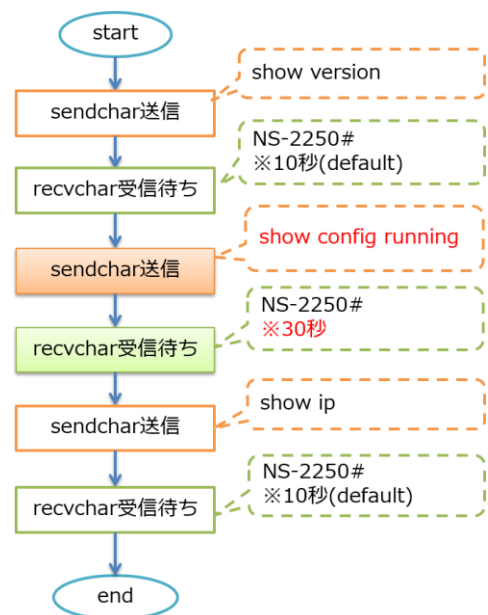 start
show version
sendchar送信
NS-2250#
※10秒(default)
recvchar受信待ち
show config running
sendchar送信
NS-2250#
※30秒
recvchar受信待ち
show ip
sendchar送信
NS-2250#
※10秒(default)
recvchar受信待ち
end